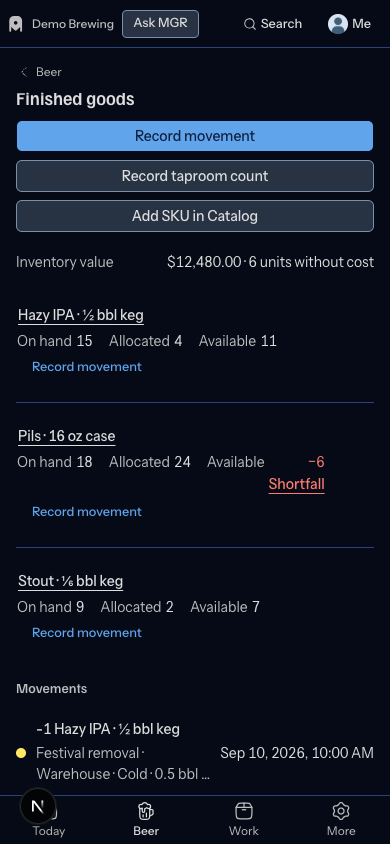 Demo Brewing Ask MGR Search Me
Beer
Finished goods
Record movement
Record taproom count
Add SKU in Catalog
Inventory value $12,480.00 · 6 units without cost
Hazy IPA · ½ bbl keg
On hand 15 Allocated 4 Available 11
Record movement
Pils · 16 oz case
On hand 18 Allocated 24 Available −6
Shortfall
Record movement
Stout · ⅙ bbl keg
On hand 9 Allocated 2 Available 7
Record movement
Movements
-1 Hazy IPA · ½ bbl keg
Festival removal · Sep 10, 2026, 10:00 AM
Warehouse · Cold · 0.5 bbl ...
N
Today Beer Work More